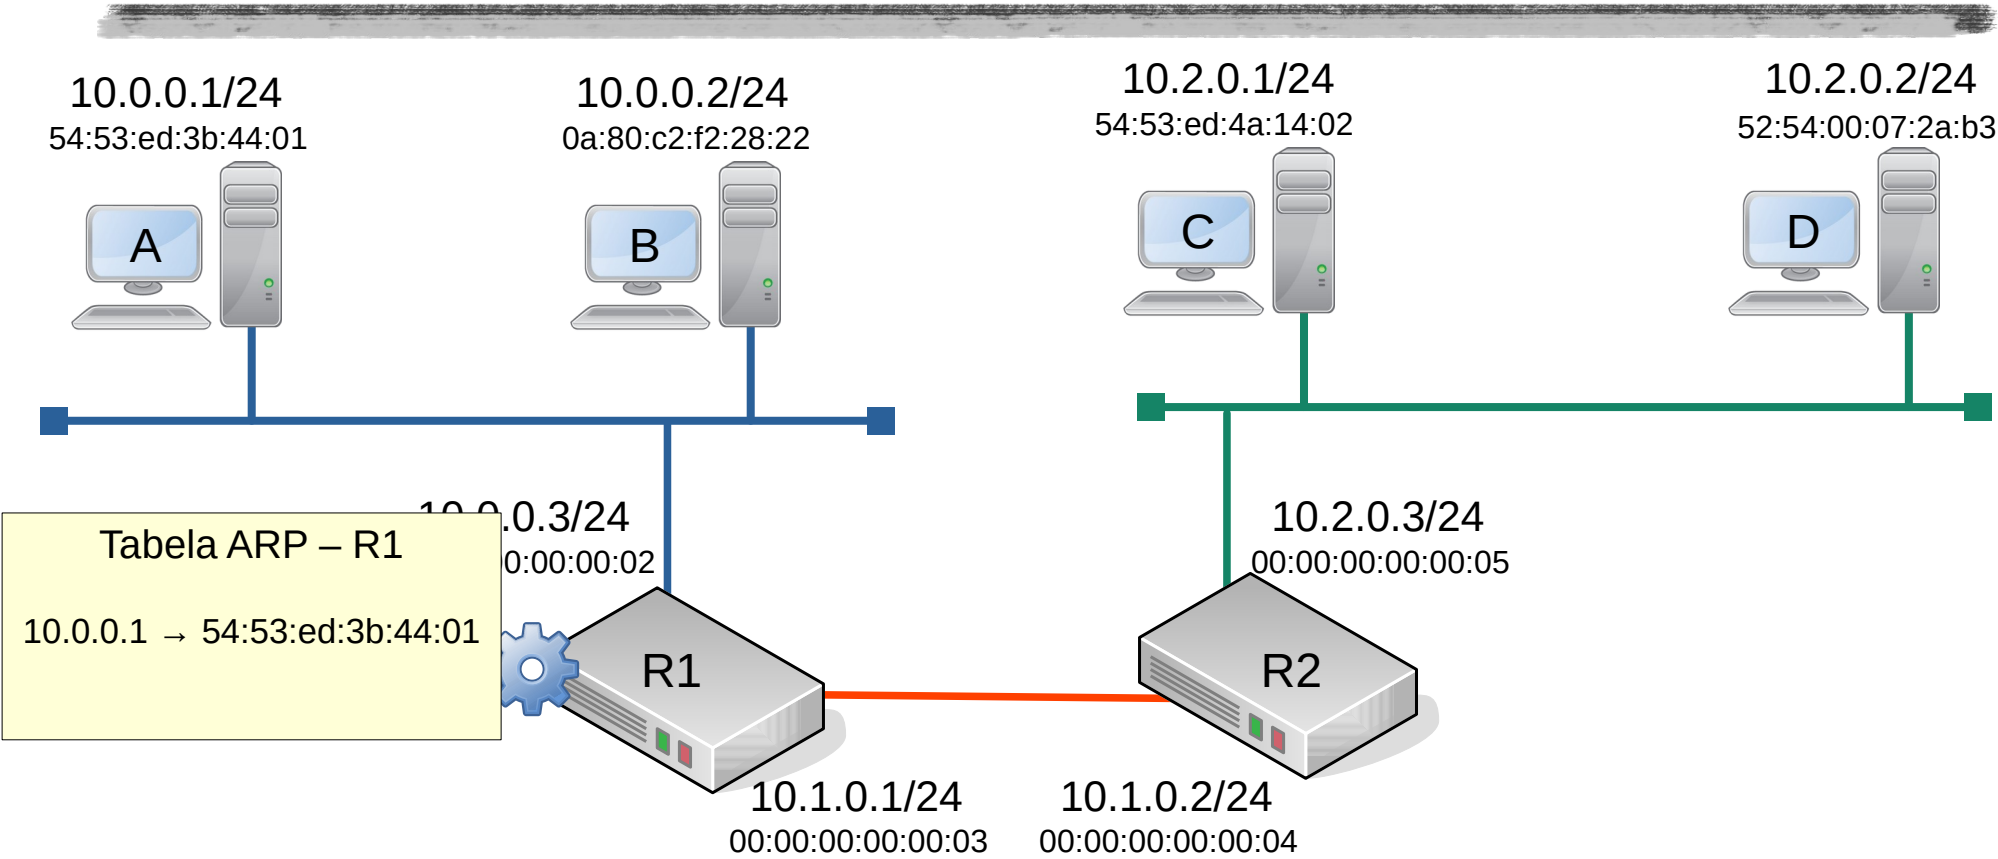 10.0.0.1/24
54:53:ed:3b:44:01
10.0.0.2/24
0a:80:c2:f2:28:22
10.2.0.1/24
54:53:ed:4a:14:02
10.2.0.2/24
52:54:00:07:2a:b3
A
B
C
D
.0.3/24
0:00:00:02
Tabela ARP – R1
10.0.0.1 → 54:53:ed:3b:44:01
10.2.0.3/24
00:00:00:00:00:05
R1
R2
10.1.0.1/24
00:00:00:00:00:03
10.1.0.2/24
00:00:00:00:00:04